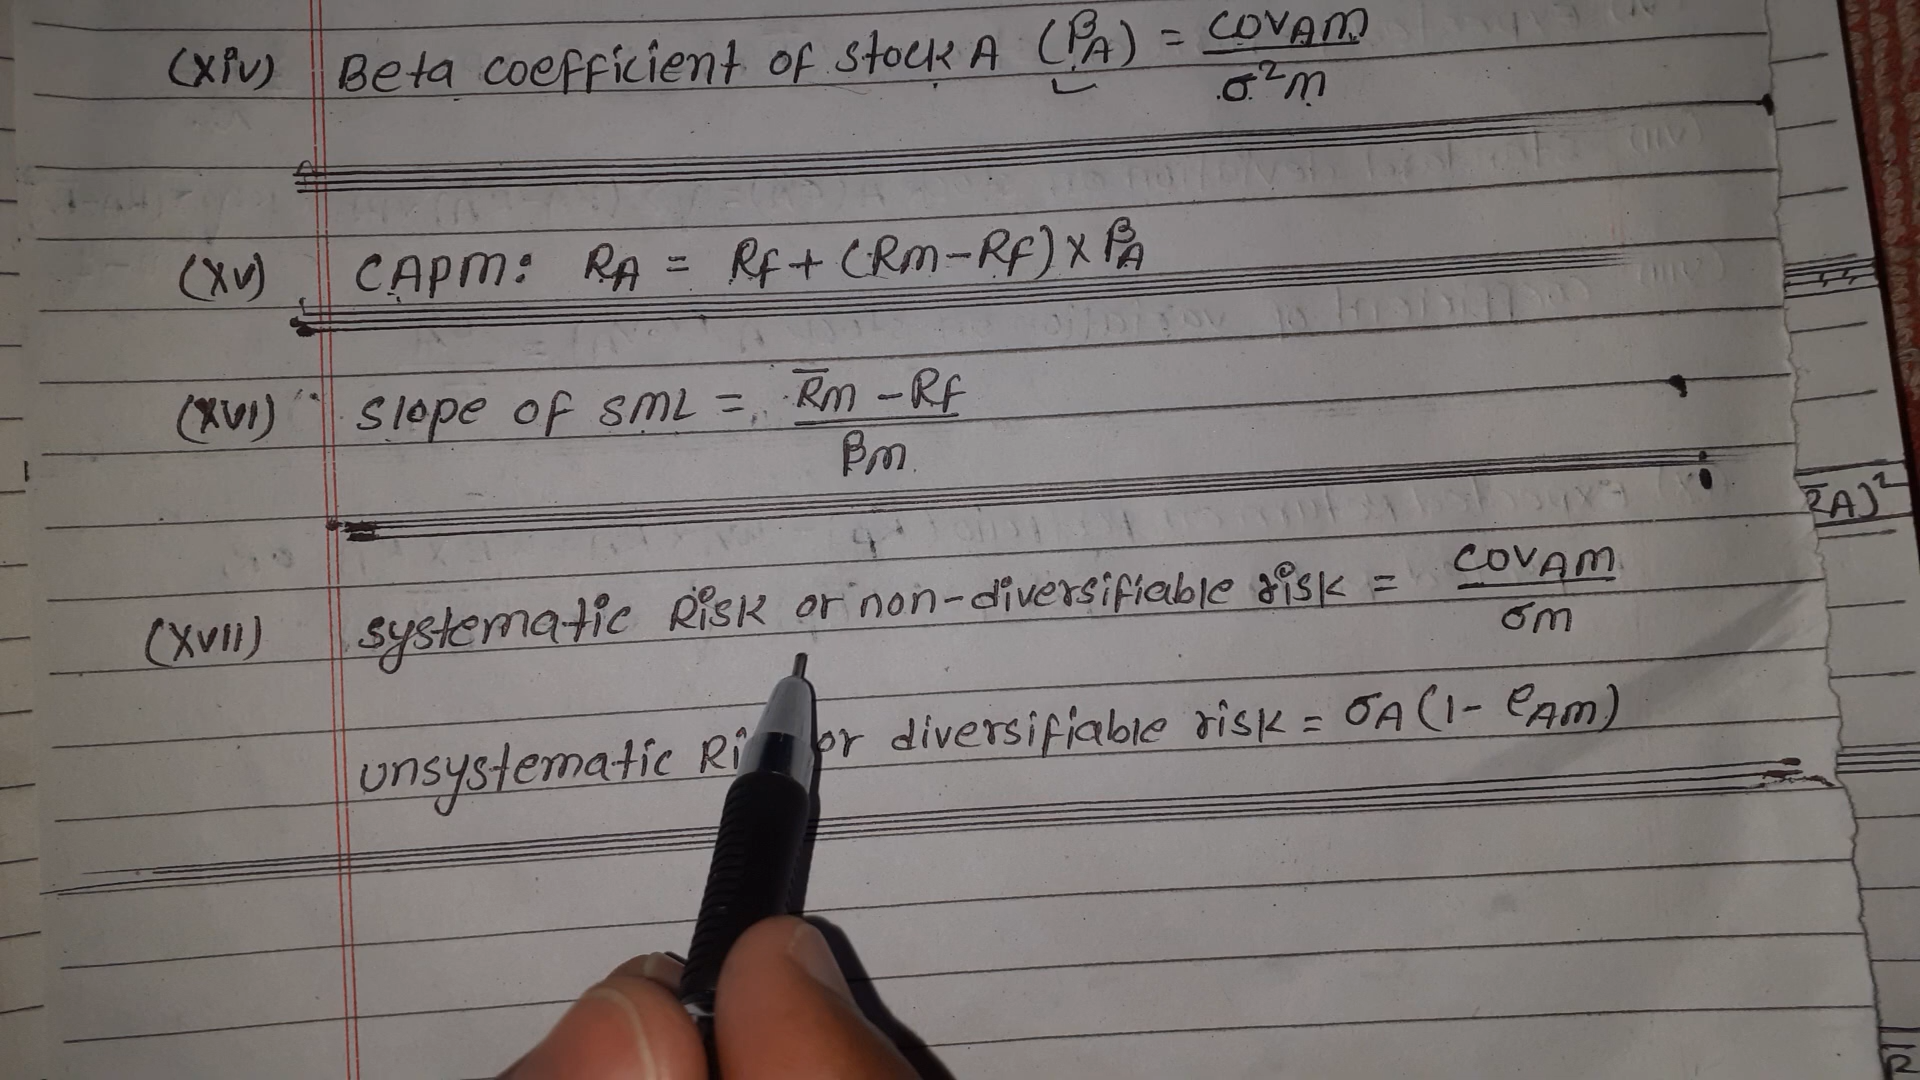 (xiv) Beta coefficient of stock A (βA) = COVAM / σ²m
(xv) CAPM: RA = RF + (Rm - RF) × βA
(xvi) slope of SML = R̅m - RF / βm
R̅A)²
(xvii) systematic Risk or non-diversifiable risk = COVAM / σm
unsystematic Ri or diversifiable risk = σA (1 - ρAm)